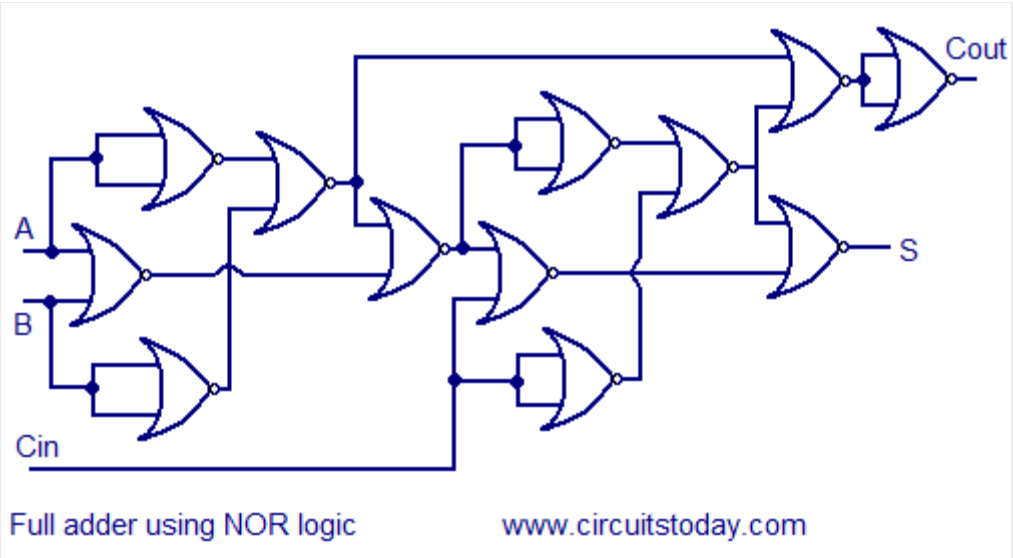 Cout
A
S
B
Cin
Full adder using NOR logic
www.circuitstoday.com